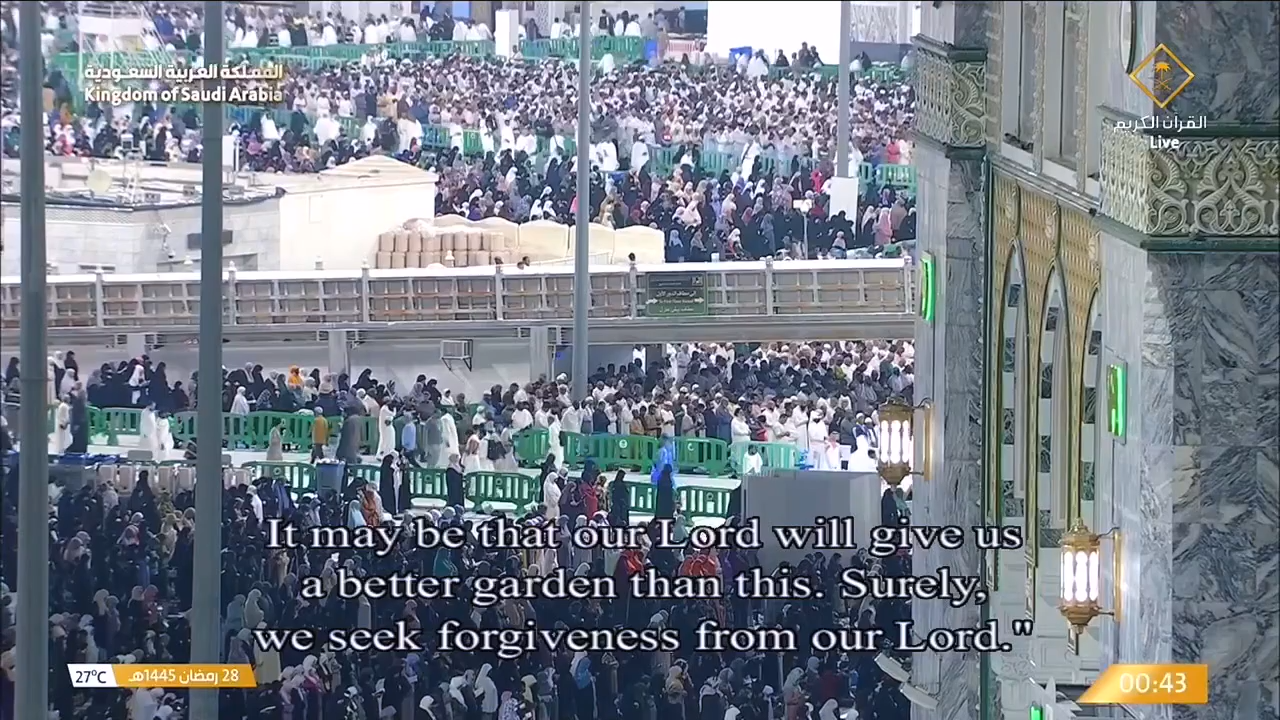 المملكة العربية السعودية
Kingdom of Saudi Arabia
القرآن الكريم
Live
It may be that our Lord will give us
a better garden than this. Surely,
we seek forgiveness from our Lord."
27°C
28 رمضان 1445هـ
00:43